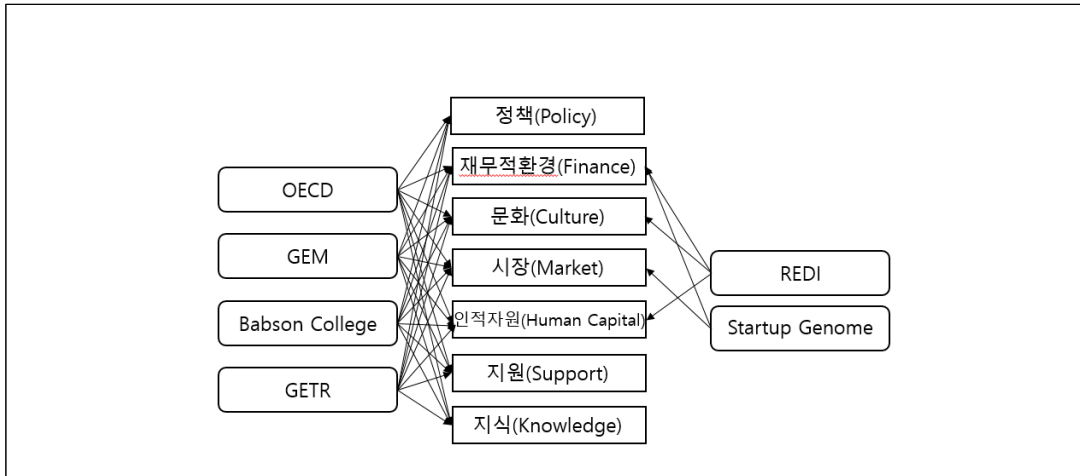 OECD
GEM
Babson College
GETR
정책(Policy)
재무적환경(Finance)
문화(Culture)
시장(Market)
인적자원(Human Capital)
지원(Support)
지식(Knowledge)
REDI
Startup Genome